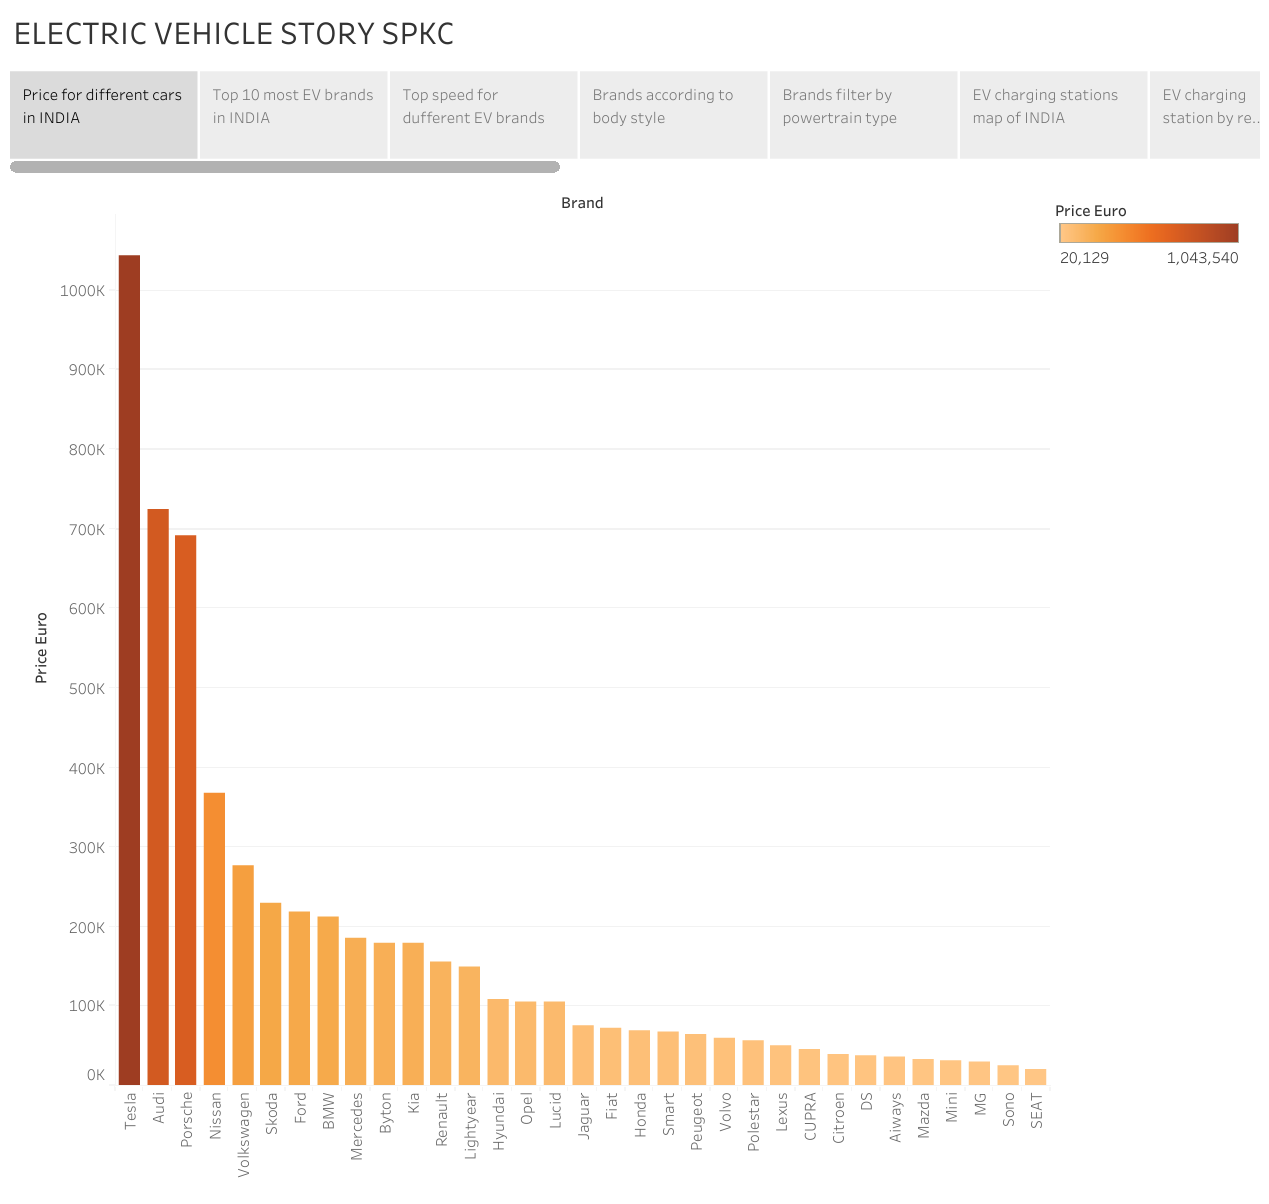 ELECTRIC VEHICLE STORY SPKC
Price for different cars
in INDIA
Top 10 most EV brands
in INDIA
Top speed for
dufferent EV brands
Brands according to
body style
Brands filter by
powertrain type
EV charging stations
map of INDIA
EV charging
station by re..
Brand
Price Euro
20,129 1,043,540
1000K
900K
800K
700K
600K
500K
400K
300K
200K
100K
0K
Price Euro
Tesla
Audi
Porsche
Nissan
Volkswagen
Skoda
Ford
BMW
Mercedes
Byton
Kia
Renault
Lightyear
Hyundai
Opel
Lucid
Jaguar
Fiat
Honda
Smart
Peugeot
Volvo
Polestar
Lexus
CUPRA
Citroen
DS
Aiways
Mazda
Mini
MG
Sono
SEAT